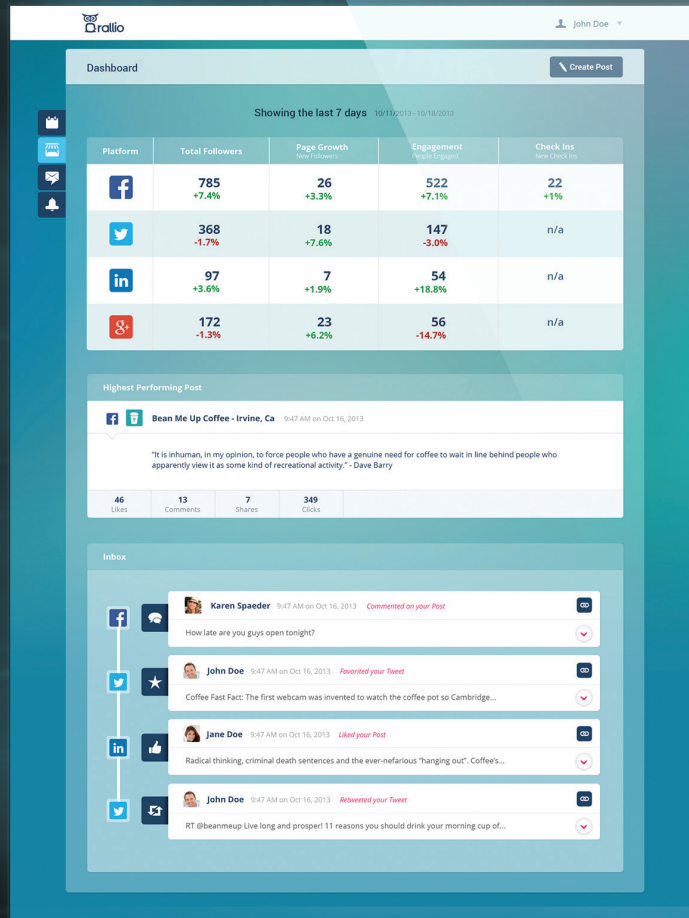 rallio
John Doe
Dashboard
Create Post
Showing the last 7 days 10/11/2013- 10/18/2013
Platform Total Followers Page Growth Engagement Check Ins
New Followers People Engaged New Check Ins
f 785 26 522 22
+7.4% +3.3% +7.1% +1%
368 18 147 n/a
-1.7% +7.6% -3.0%
in 97 7 54 n/a
+3.6% +1.9% +18.8%
g+ 172 23 56 n/a
-1.3% +6.2% -14.7%
Highest Performing Post
f Bean Me Up Coffee - Irvine, Ca 9:47 AM on Oct 16, 2013
"It is inhuman, in my opinion, to force people who have a genuine need for coffee to wait in line behind people who
apparently view it as some kind of recreational activity." - Dave Barry
46 13 7 349
Likes Comments Shares Clicks
Inbox
f Karen Spaeder 9:47 AM on Oct 16, 2013 Commented on your Post
How late are you guys open tonight?
John Doe 9:47 AM on Oct 16, 2013 Favorited your Tweet
Coffee Fast Fact: The first webcam was invented to watch the coffee pot so Cambridge...
in Jane Doe 9:47 AM on Oct 16, 2013 Liked your Post
Radical thinking, criminal death sentences and the ever-nefarious "hanging out". Coffee's...
John Doe 9:47 AM on Oct 16, 2013 Retweeted your Tweet
RT @beanmeup Live long and prosper! 11 reasons you should drink your morning cup of...